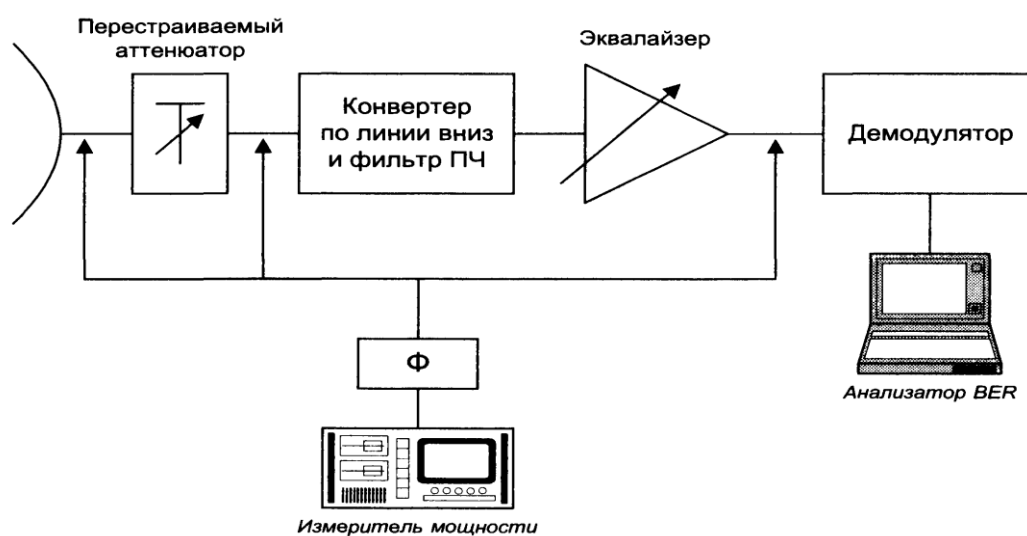 Перестраиваемый
аттенюатор
Эквалайзер
Конвертер
по линии вниз
и фильтр ПЧ
Демодулятор
Ф
Анализатор BER
Измеритель мощности